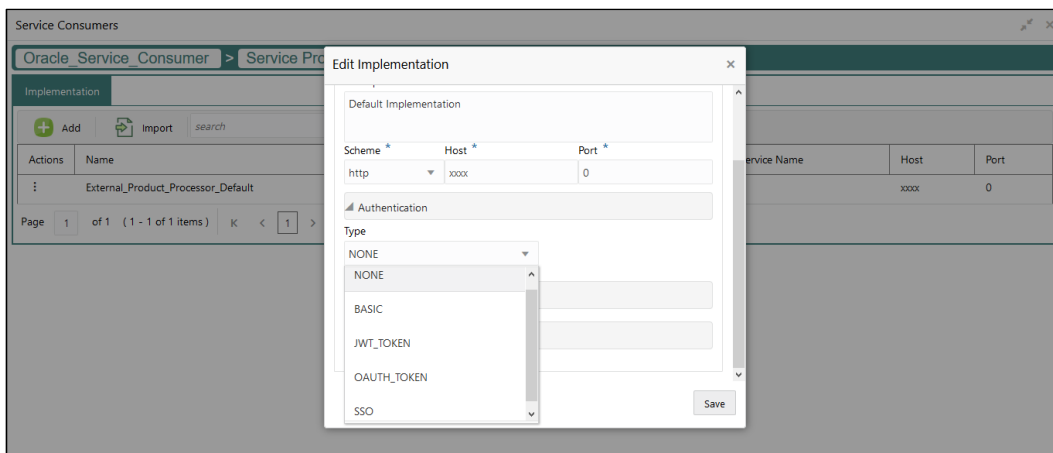 Service Consumers
Oracle_Service_Consumer > Service Pro
Implementation
Add Import search
Actions Name ervice Name Host Port
External_Product_Processor_Default xxxx 0
Page 1 of 1 (1 - 1 of 1 items) K < 1 >
Edit Implementation ×
Default Implementation
Scheme * Host * Port *
http xxxx 0
Authentication
Type
NONE
NONE
BASIC
JWT_TOKEN
OAUTH_TOKEN
SSO
Save